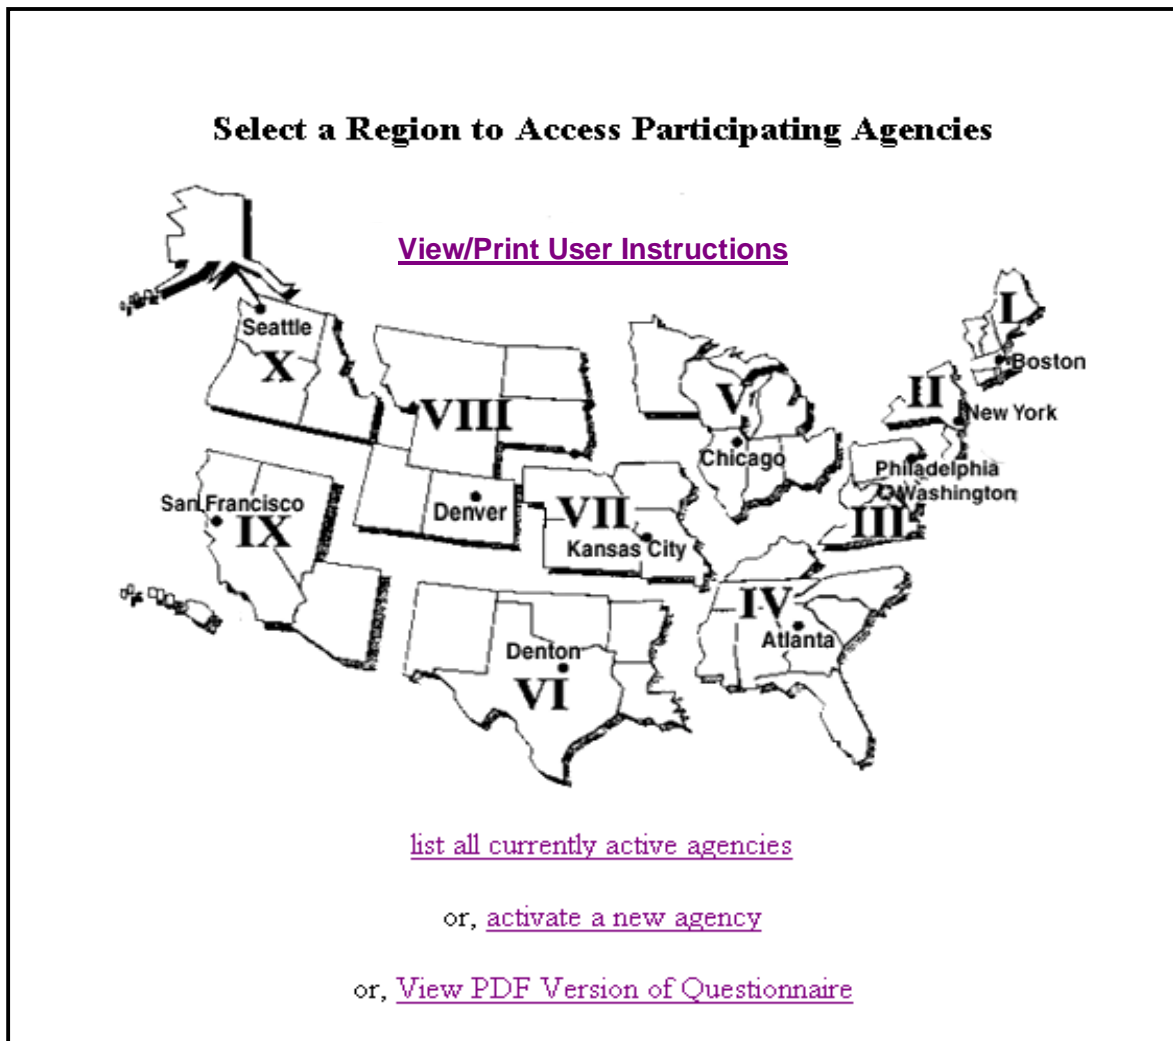 Select a Region to Access Participating Agencies
View/Print User Instructions
I
Seattle
Boston
X
II
VIII
V
New York
Chicago
Philadelphia
Washington
San Francisco
Denver
VII
III
IX
Kansas City
IV
Atlanta
Denton
VI
list all currently active agencies
or, activate a new agency
or, View PDF Version of Questionnaire